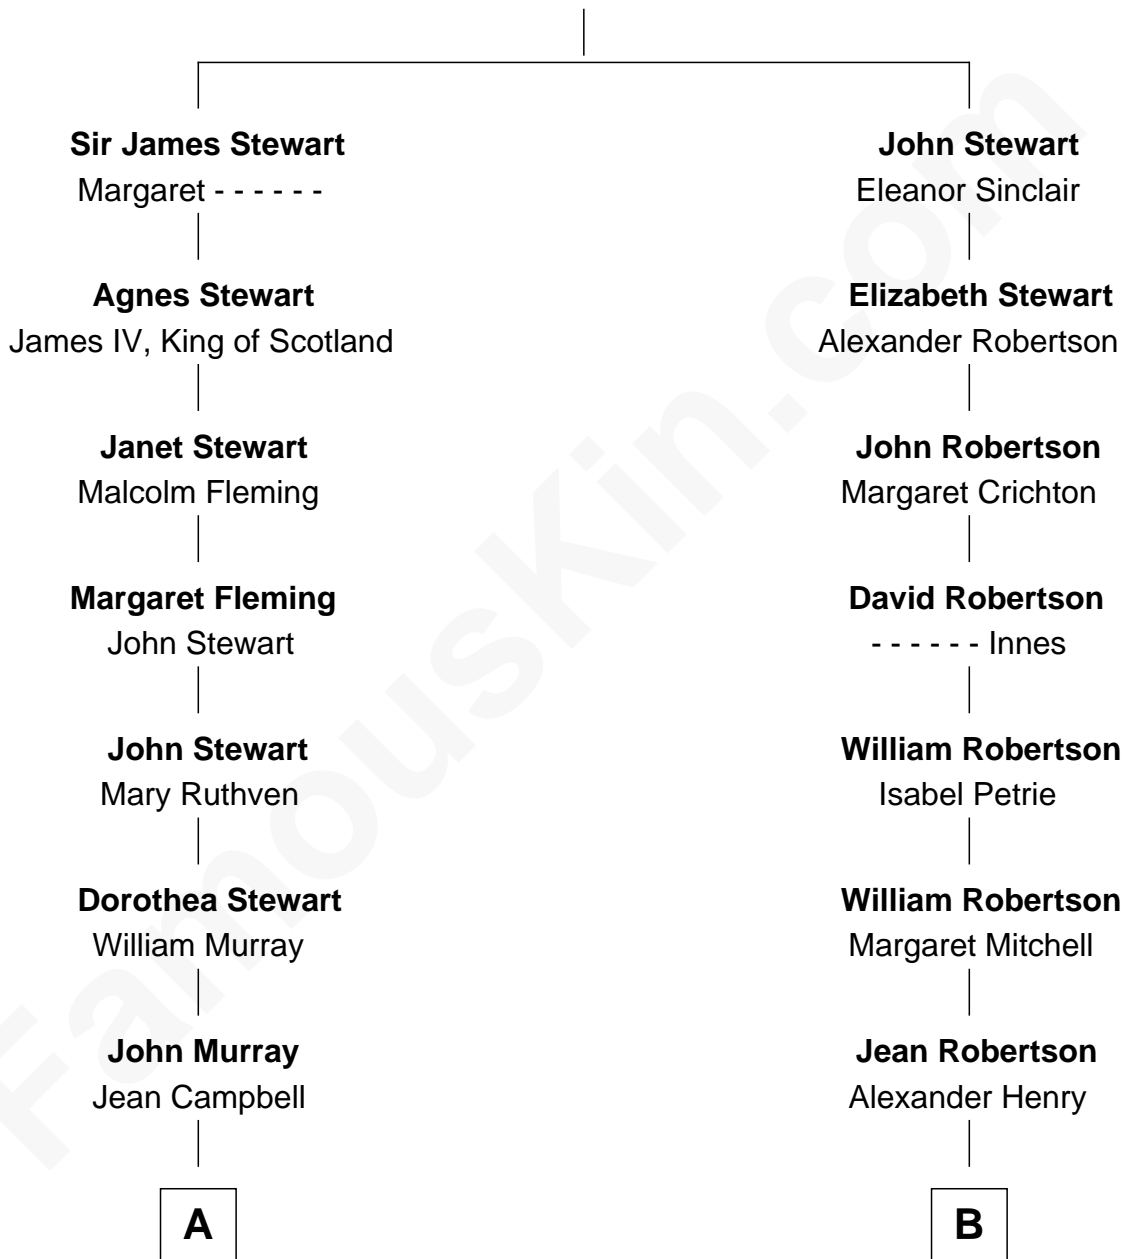 Sir James Stewart
Margaret - - - - - -
Agnes Stewart
James IV, King of Scotland
Janet Stewart
Malcolm Fleming
Margaret Fleming
John Stewart
John Stewart
Mary Ruthven
Dorothea Stewart
William Murray
John Murray
Jean Campbell
A
John Stewart
Eleanor Sinclair
Elizabeth Stewart
Alexander Robertson
John Robertson
Margaret Crichton
David Robertson
- - - - - - Innes
William Robertson
Isabel Petrie
William Robertson
Margaret Mitchell
Jean Robertson
Alexander Henry
B
FamousKin.com